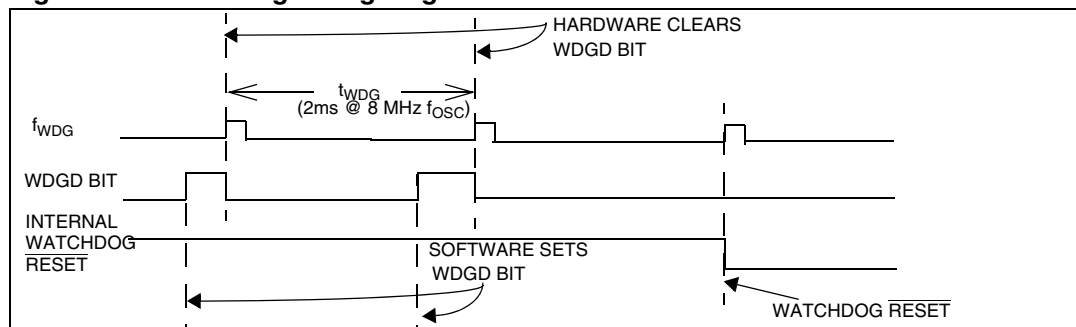 HARDWARE CLEARS
WDGD BIT
tWDG
(2ms @ 8 MHz fOSC)
fWDG
WDGD BIT
INTERNAL
WATCHDOG
RESET
SOFTWARE SETS
WDGD BIT
WATCHDOG RESET